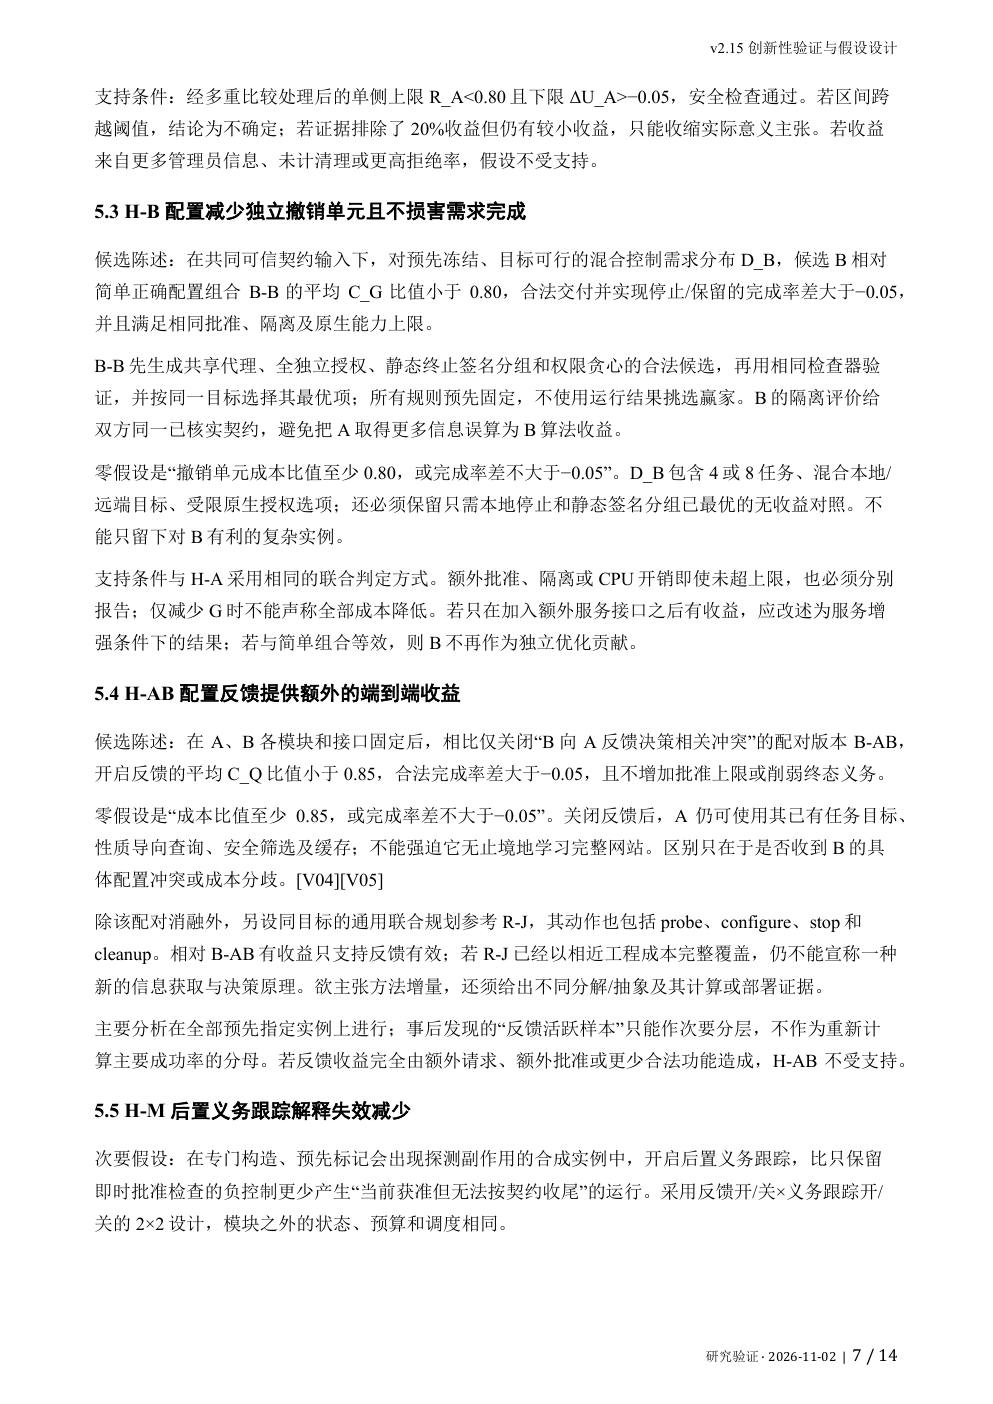 v2.15 创新性验证与假设设计
支持条件：经多重比较处理后的单侧上限 R_A<0.80 且下限 ΔU_A>−0.05，安全检查通过。若区间跨
越阈值，结论为不确定；若证据排除了 20%收益但仍有较小收益，只能收缩实际意义主张。若收益
来自更多管理员信息、未计清理或更高拒绝率，假设不受支持。
5.3 H-B 配置减少独立撤销单元且不损害需求完成
候选陈述：在共同可信契约输入下，对预先冻结、目标可行的混合控制需求分布 D_B，候选 B 相对
简单正确配置组合 B-B 的平均 C_G 比值小于 0.80，合法交付并实现停止/保留的完成率差大于−0.05，
并且满足相同批准、隔离及原生能力上限。
B-B 先生成共享代理、全独立授权、静态终止签名分组和权限贪心的合法候选，再用相同检查器验
证，并按同一目标选择其最优项；所有规则预先固定，不使用运行结果挑选赢家。B 的隔离评价给
双方同一已核实契约，避免把 A 取得更多信息误算为 B 算法收益。
零假设是“撤销单元成本比值至少 0.80，或完成率差不大于−0.05”。D_B 包含 4 或 8 任务、混合本地/
远端目标、受限原生授权选项；还必须保留只需本地停止和静态签名分组已最优的无收益对照。不
能只留下对 B 有利的复杂实例。
支持条件与 H-A 采用相同的联合判定方式。额外批准、隔离或 CPU 开销即使未超上限，也必须分别
报告；仅减少 G 时不能声称全部成本降低。若只在加入额外服务接口之后有收益，应改述为服务增
强条件下的结果；若与简单组合等效，则 B 不再作为独立优化贡献。
5.4 H-AB 配置反馈提供额外的端到端收益
候选陈述：在 A、B 各模块和接口固定后，相比仅关闭“B 向 A 反馈决策相关冲突”的配对版本 B-AB，
开启反馈的平均 C_Q 比值小于 0.85，合法完成率差大于−0.05，且不增加批准上限或削弱终态义务。
零假设是“成本比值至少 0.85，或完成率差不大于−0.05”。关闭反馈后，A 仍可使用其已有任务目标、
性质导向查询、安全筛选及缓存；不能强迫它无止境地学习完整网站。区别只在于是否收到 B 的具
体配置冲突或成本分歧。[V04][V05]
除该配对消融外，另设同目标的通用联合规划参考 R-J，其动作也包括 probe、configure、stop 和
cleanup。相对 B-AB 有收益只支持反馈有效；若 R-J 已经以相近工程成本完整覆盖，仍不能宣称一种
新的信息获取与决策原理。欲主张方法增量，还须给出不同分解/抽象及其计算或部署证据。
主要分析在全部预先指定实例上进行；事后发现的“反馈活跃样本”只能作次要分层，不作为重新计
算主要成功率的分母。若反馈收益完全由额外请求、额外批准或更少合法功能造成，H-AB 不受支持。
5.5 H-M 后置义务跟踪解释失效减少
次要假设：在专门构造、预先标记会出现探测副作用的合成实例中，开启后置义务跟踪，比只保留
即时批准检查的负控制更少产生“当前获准但无法按契约收尾”的运行。采用反馈开/关×义务跟踪开/
关的 2×2 设计，模块之外的状态、预算和调度相同。
研究验证 · 2026-11-02 | 7 / 14